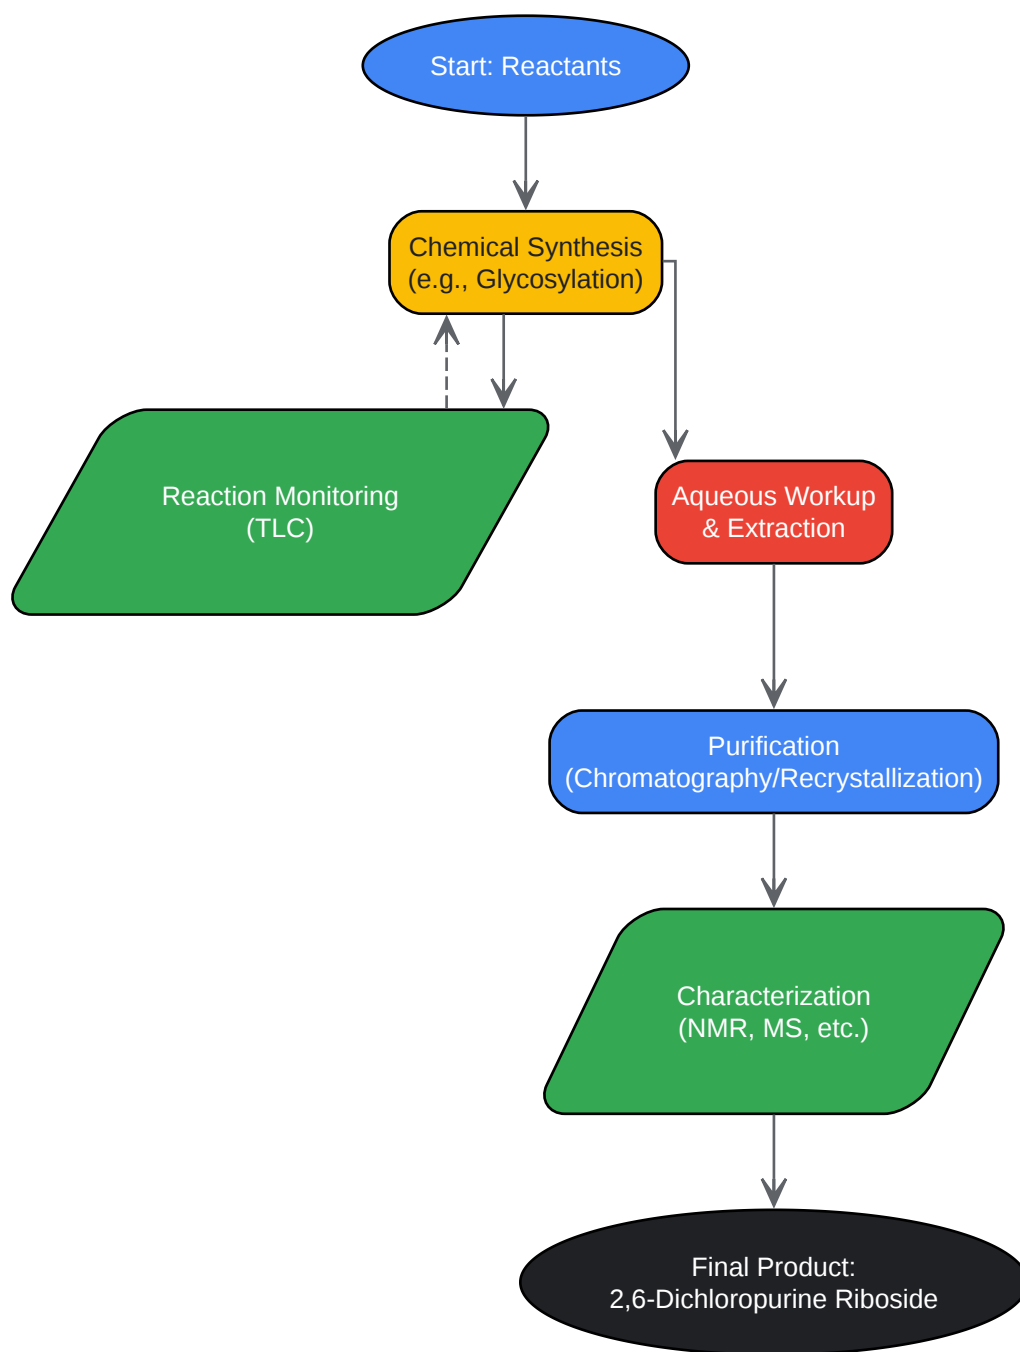 Start: Reactants
Chemical Synthesis
(e.g., Glycosylation)
Reaction Monitoring
(TLC)
Aqueous Workup
& Extraction
Purification
(Chromatography/Recrystallization)
Characterization
(NMR, MS, etc.)
Final Product:
2,6-Dichloropurine Riboside